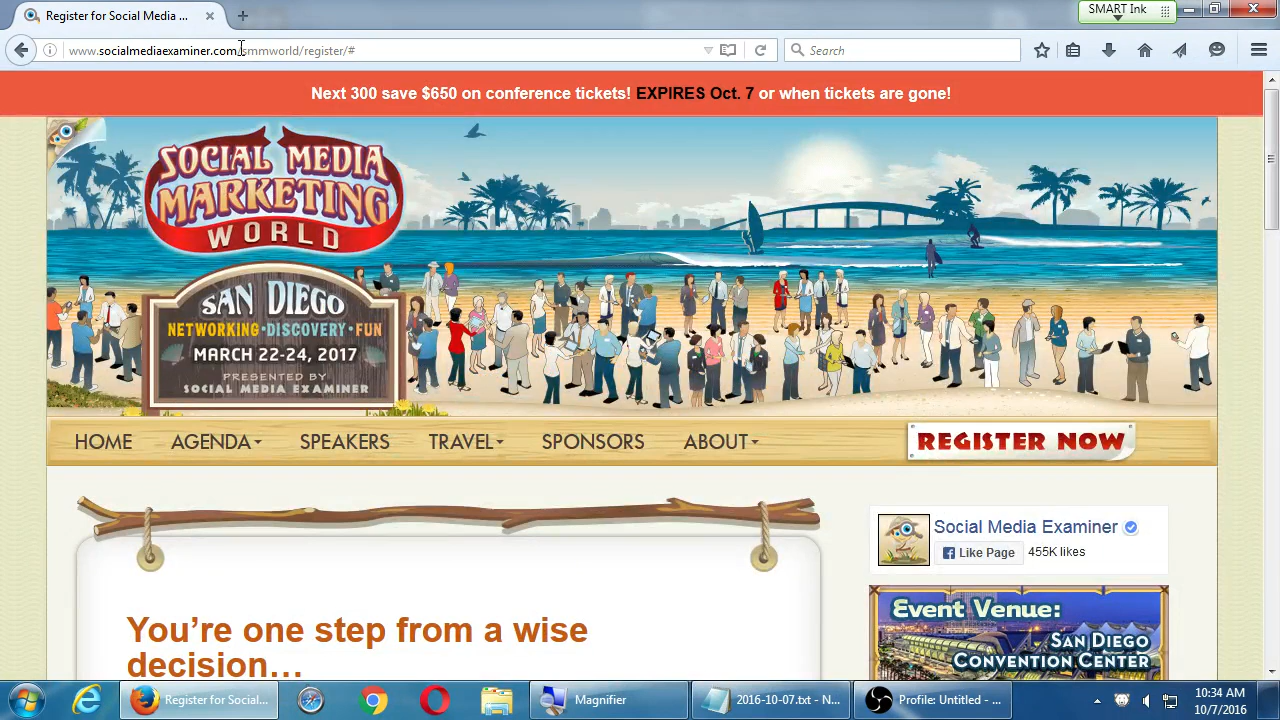 Register for Social Media ...
SMART Ink
www.socialmediaexaminer.com/smmworld/register/#
Search
Next 300 save $650 on conference tickets! EXPIRES Oct. 7 or when tickets are gone!
SOCIAL MEDIA
MARKETING
WORLD
SAN DIEGO
NETWORKING•DISCOVERY•FUN
MARCH 22-24, 2017
PRESENTED BY
SOCIAL MEDIA EXAMINER
HOME AGENDA SPEAKERS TRAVEL SPONSORS ABOUT REGISTER NOW
Social Media Examiner
Like Page 455K likes
Event Venue:
SAN DIEGO
CONVENTION CENTER
You’re one step from a wise
decision…
Register for Social... Magnifier 2016-10-07.txt - N... Profile: Untitled - ... 10:34 AM
10/7/2016